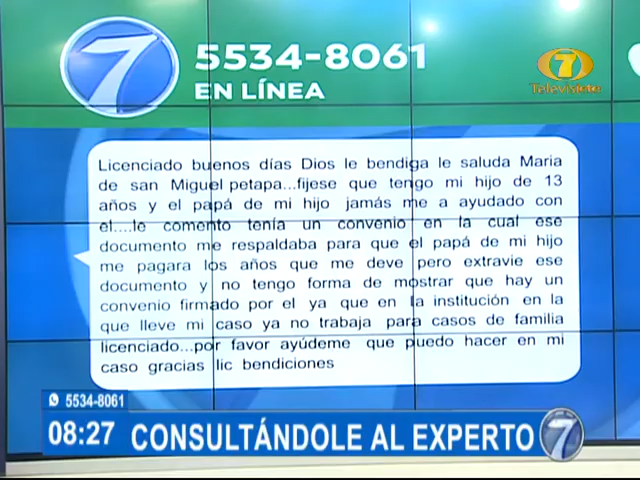 7
5534-8061
EN LÍNEA
7
Televisiete
Licenciado buenos días Dios le bendiga le saluda Maria
de san Miguel petapa...fijese que tengo mi hijo de 13
años y el papá de mi hijo jamás me a ayudado con
el....le comento tenía un convenio en la cual ese
documento me respaldaba para que el papá de mi hijo
me pagara los años que me deve pero extravie ese
documento y no tengo forma de mostrar que hay un
convenio firmado por el ya que en la institución en la
que lleve mi caso ya no trabaja para casos de familia
licenciado...por favor ayúdeme que puedo hacer en mi
caso gracias lic bendiciones
5534-8061
08:27 CONSULTÁNDOLE AL EXPERTO 7